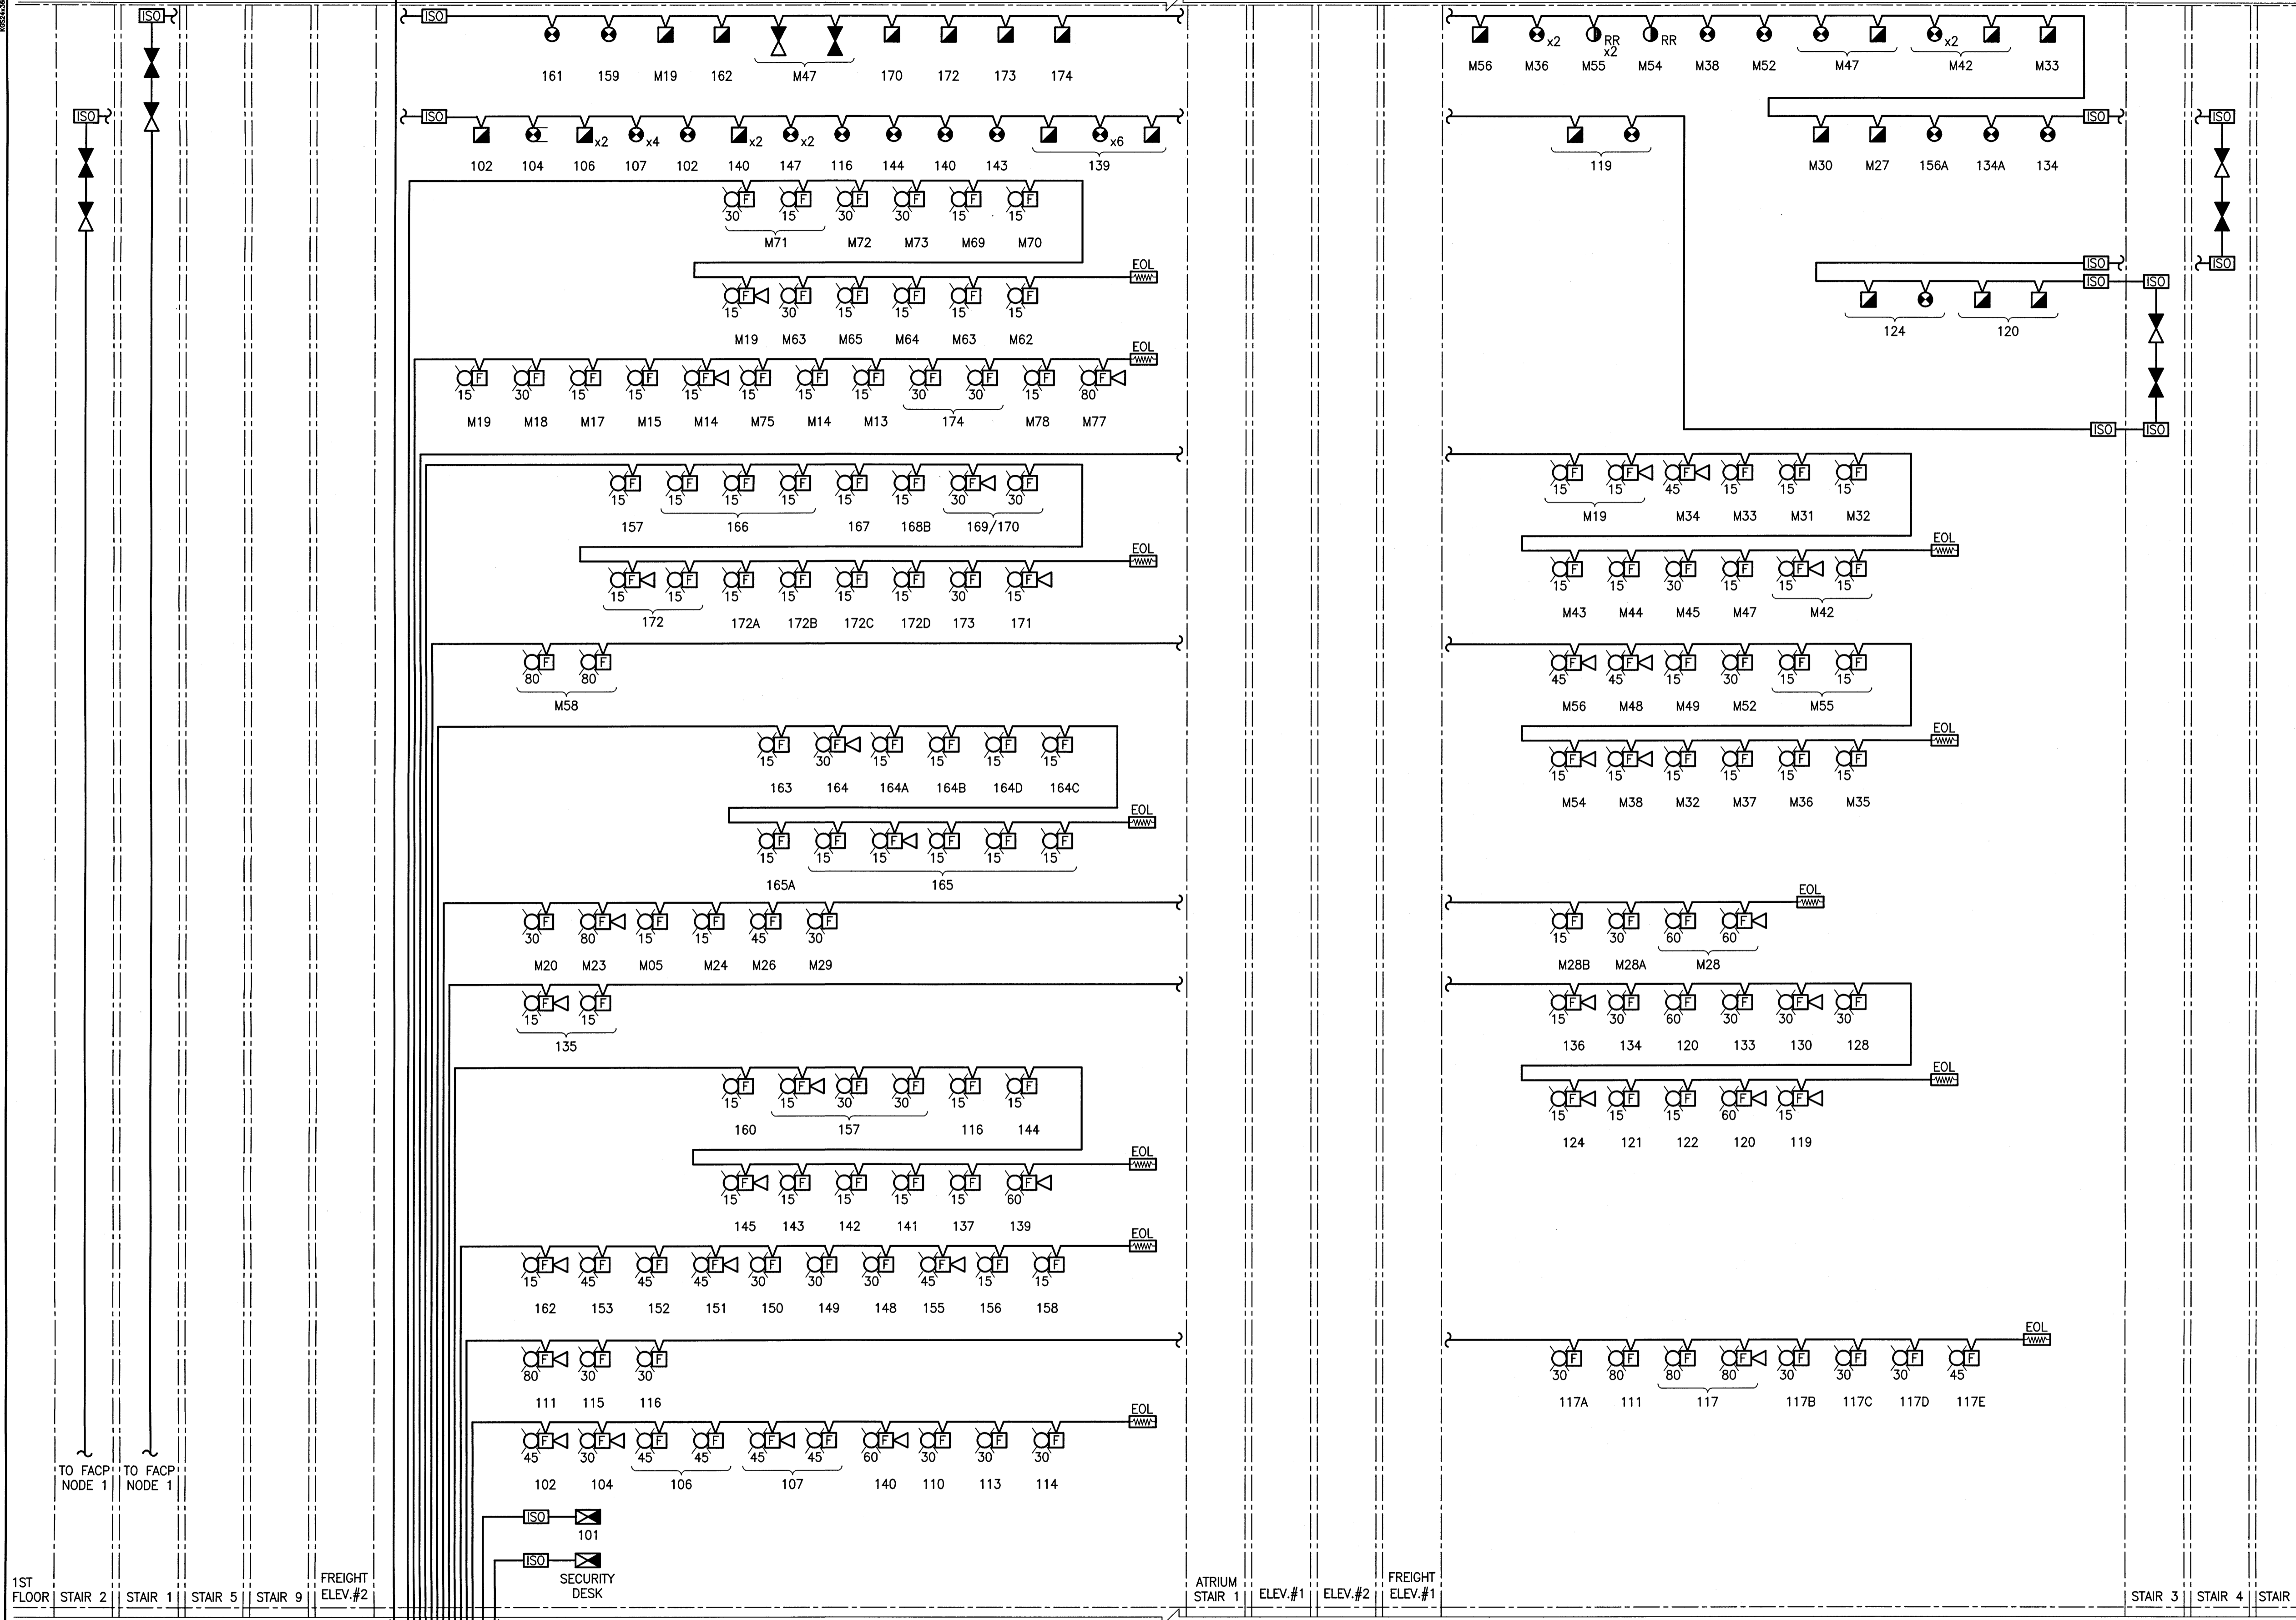 ISO
ISO
161 159 M19 162 M47 170 172 173 174
x2 RR x2 RR x2
M56 M36 M55 M54 M38 M52 M47 M42 M33
ISO ISO ISO ISO
x2 x4 x2 x2 x6
102 104 106 107 102 140 147 116 144 140 143 139
119 M30 M27 156A 134A 134
F F F F F F
30 15 30 30 15 15
M71 M72 M73 M69 M70
EOL
F F F F F F
15 30 15 15 15 15
M19 M63 M65 M64 M63 M62
ISO ISO
ISO ISO
124 120
EOL
F F F F F F F F F F F F
15 30 15 15 15 15 15 15 30 30 15 80
M19 M18 M17 M15 M14 M75 M14 M13 174 M78 M77
ISO ISO
F F F F F F F F
15 15 15 15 15 15 30 30
157 166 167 168B 169/170
F F F F F F
15 15 45 15 15 15
M19 M34 M33 M31 M32
EOL
F F F F F F F F
15 15 15 15 15 15 30 15
172 172A 172B 172C 172D 173 171
EOL
F F F F F F
15 15 30 15 15 15
M43 M44 M45 M47 M42
F F
80 80
M58
F F F F F F
45 45 15 30 15 15
M56 M48 M49 M52 M55
F F F F F F
15 30 15 15 15 15
163 164 164A 164B 164D 164C
EOL
F F F F F F
15 15 15 15 15 15
M54 M38 M32 M37 M36 M35
EOL
F F F F F F
15 15 15 15 15 15
165A 165
F F F F F F
30 80 15 15 45 30
M20 M23 M05 M24 M26 M29
EOL
F F F F
15 30 60 60
M28B M28A M28
F F
15 15
135
F F F F F F
15 30 60 30 30 30
136 134 120 133 130 128
F F F F F F
15 15 30 30 15 15
160 157 116 144
EOL
F F F F F
15 15 15 60 15
124 121 122 120 119
EOL
F F F F F F
15 15 15 15 15 60
145 143 142 141 137 139
EOL
F F F F F F F F F F
15 45 45 45 30 30 30 45 15 15
162 153 152 151 150 149 148 155 156 158
F F F
80 30 30
111 115 116
EOL
F F F F F F F F
30 80 80 80 30 30 30 45
117A 111 117 117B 117C 117D 117E
EOL
F F F F F F F F F F
45 30 45 45 45 45 60 30 30 30
102 104 106 107 140 110 113 114
TO FACP NODE 1
TO FACP NODE 1
ISO
101
ISO
SECURITY DESK
1ST FLOOR
STAIR 2
STAIR 1
STAIR 5
STAIR 9
FREIGHT ELEV.#2
ATRIUM STAIR 1
ELEV.#1
ELEV.#2
FREIGHT ELEV.#1
STAIR 3
STAIR 4
STAIR